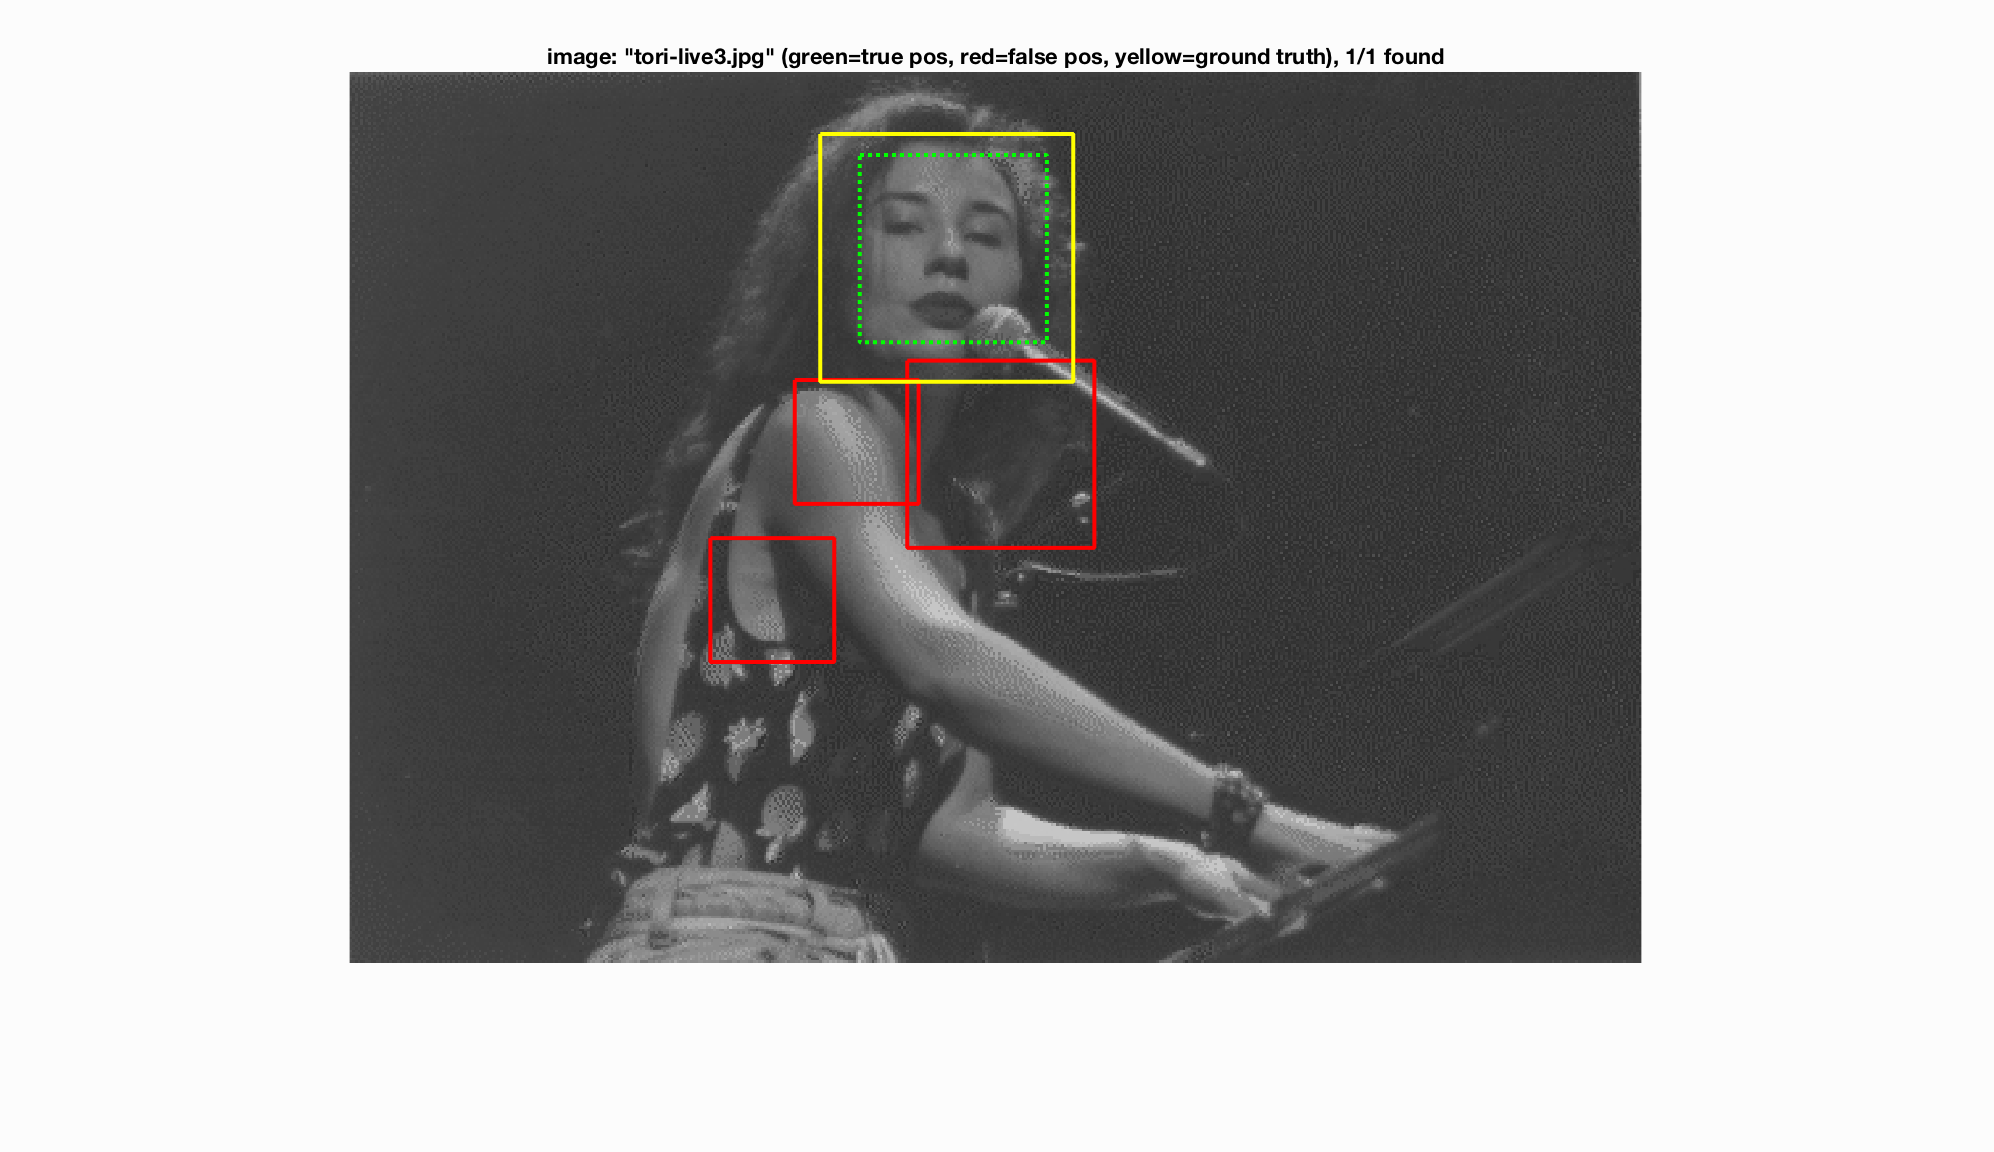 image: "tori-live3.jpg" (green=true pos, red=false pos, yellow=ground truth), 1/1 found